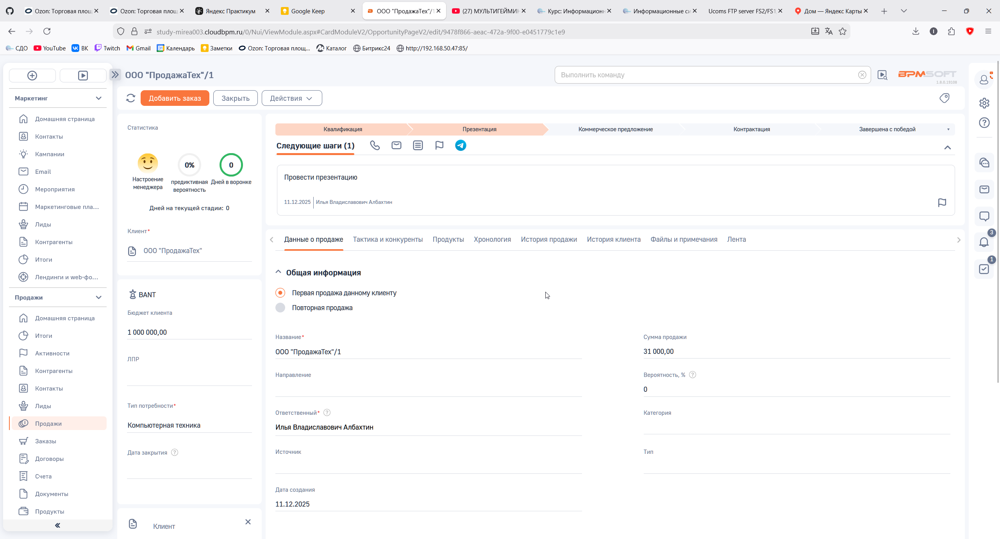 Ozon: Торговая площ
Ozon: Торговая площ
Яндекс Практикум
Google Keep
ООО "ПродажаТех"/1
(27) МУЛЬТИГЕЙМИН
Курс: Информационн
Информационные си
Ucoms FTP server FS2/FS1
Дом — Яндекс Карты
study-mirea003.cloudbpm.ru/0/Nui/ViewModule.aspx#CardModuleV2/OpportunityPageV2/edit/9478f866-aeac-472a-9f00-e0451779c1e9
СДО
YouTube
ВК
Twitch
Gmail
Календарь
Заметки
Ozon: Торговая площ...
Каталог
Битрикс24
http://192.168.50.47:85/
ООО "ПродажаТех"/1
Выполнить команду
BPMSOFT
1.8.0.19108
Добавить заказ
Закрыть
Действия
Маркетинг
Домашняя страница
Контакты
Кампании
Email
Мероприятия
Маркетинговые пла...
Лиды
Контрагенты
Итоги
Лендинги и web-фо...
Продажи
Домашняя страница
Итоги
Активности
Контрагенты
Контакты
Лиды
Продажи
Заказы
Договоры
Счета
Документы
Продукты
Статистика
0%
0
Настроение менеджера
предиктивная вероятность
Дней в воронке
Дней на текущей стадии: 0
Клиент*
ООО "ПродажаТех"
BANT
Бюджет клиента
1 000 000,00
ЛПР
Тип потребности*
Компьютерная техника
Дата закрытия ?
Клиент
Квалификация
Презентация
Коммерческое предложение
Контрактация
Завершена с победой
Следующие шаги (1)
Провести презентацию
11.12.2025
Илья Владиславович Албахтин
Данные о продаже
Тактика и конкуренты
Продукты
Хронология
История продажи
История клиента
Файлы и примечания
Лента
Общая информация
Первая продажа данному клиенту
Повторная продажа
Название*
ООО "ПродажаТех"/1
Сумма продажи
31 000,00
Направление
Вероятность, % ?
0
Ответственный* ?
Илья Владиславович Албахтин
Категория
Источник
Тип
Дата создания
11.12.2025
3
1